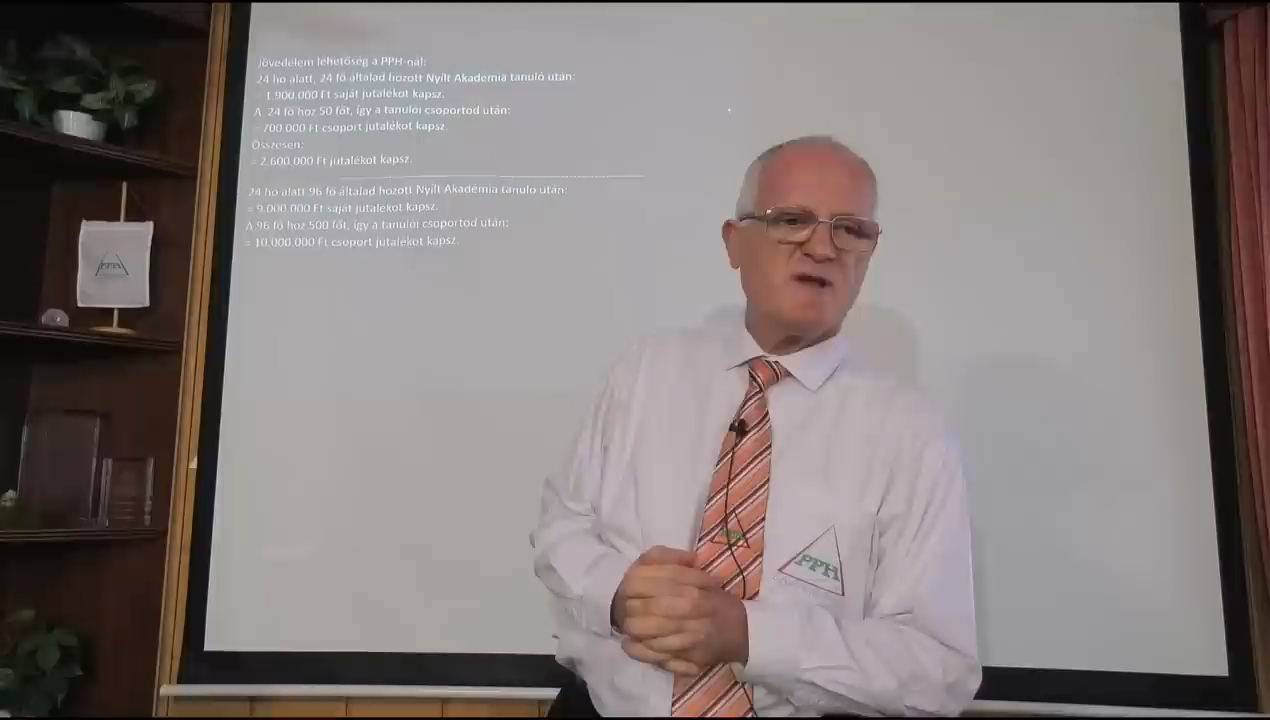 Jövedelem lehetőség a PPH-nál:
24 hó alatt, 24 fő általad hozott Nyílt Akadémia tanuló után:
= 1.900.000 Ft saját jutalékot kapsz.
A 24 fő hoz 50 főt, így a tanulói csoportod után:
= 700.000 Ft csoport jutalékot kapsz.
Összesen:
= 2.600.000 Ft jutalékot kapsz.
24 hó alatt 96 fő általad hozott Nyílt Akadémia tanuló után:
= 9.000.000 Ft saját jutalékot kapsz.
A 96 fő hoz 500 főt, így a tanulói csoportod után:
= 10.000.000 Ft csoport jutalékot kapsz.
PPH
PPH